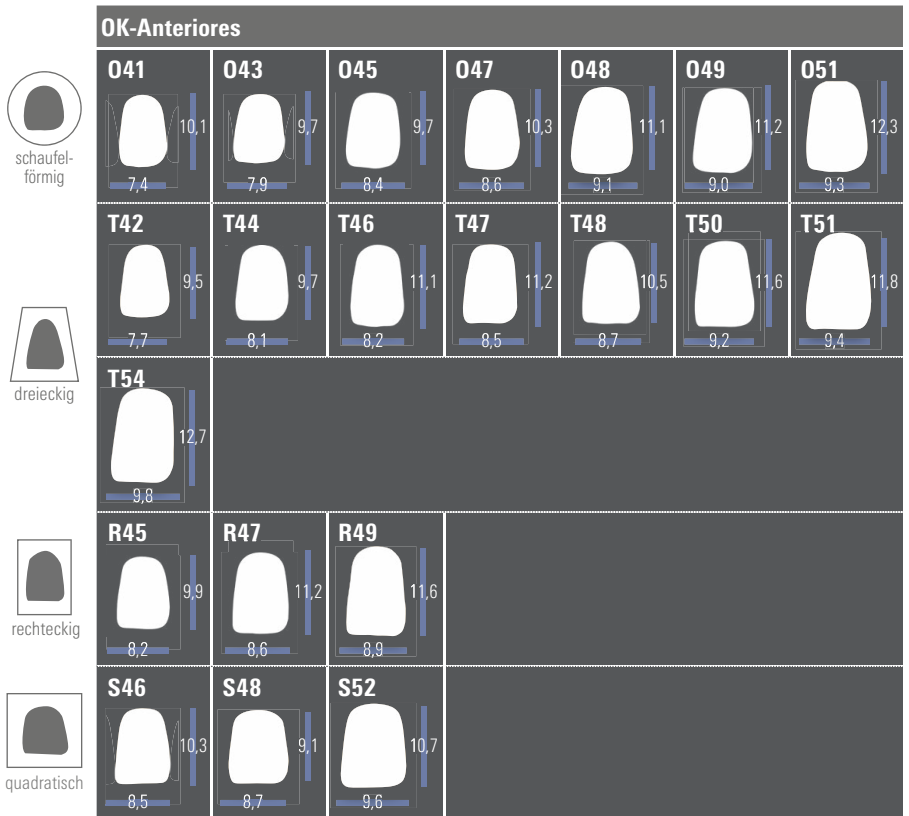 OK-Anteriores
schaufel-
förmig
O41 O43 O45 O47 O48 O49 O51
10,1 9,7 9,7 10,3 11,1 11,2 12,3
7,4 7,9 8,4 8,6 9,1 9,0 9,3
dreieckig
T42 T44 T46 T47 T48 T50 T51
9,5 9,7 11,1 11,2 10,5 11,6 11,8
7,7 8,1 8,2 8,5 8,7 9,2 9,4
T54
12,7
9,8
rechteckig
R45 R47 R49
9,9 11,2 11,6
8,2 8,6 8,9
quadratisch
S46 S48 S52
10,3 9,1 10,7
8,5 8,7 9,6